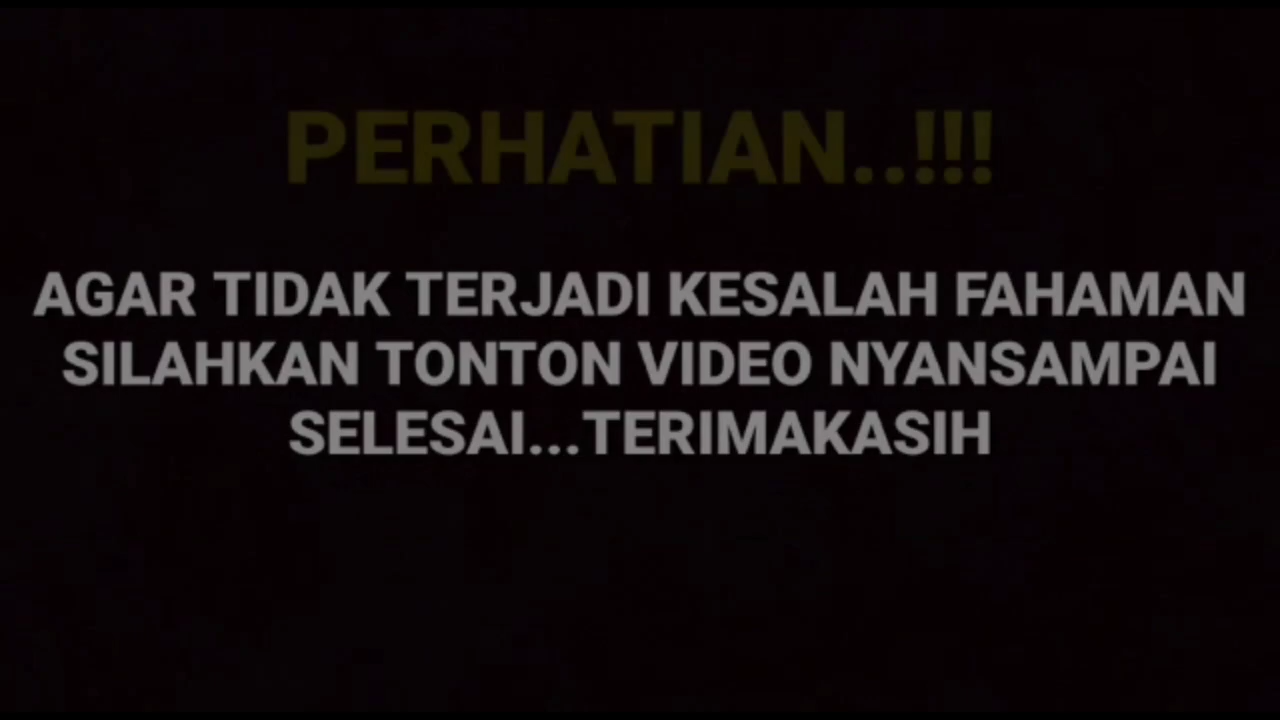 PERHATIAN..!!!
AGAR TIDAK TERJADI KESALAH FAHAMAN
SILAHKAN TONTON VIDEO NYANSAMPAI
SELESAI...TERIMAKASIH